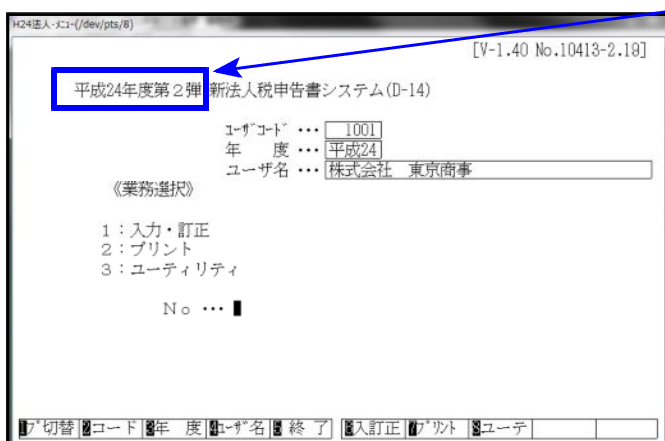 H24法人-ﾒﾆｭｰ-(/dev/pts/8)
[V-1.40 No.10413-2.19]
平成24年度第２弾 新法人税申告書システム(D-14)
ﾕｰｻﾞｺｰﾄﾞ ･･･ 1001
年　度 ･･･ 平成24
ユーザ名 ･･･ 株式会社　東京商事
《業務選択》
１：入力・訂正
２：プリント
３：ユーティリティ
Ｎｏ ･･･
1ﾌﾟ切替 2コード 3年　度 4ﾕｰｻﾞ名 5終 了 6入訂正 7ﾌﾟﾘﾝﾄ 8ユーテ